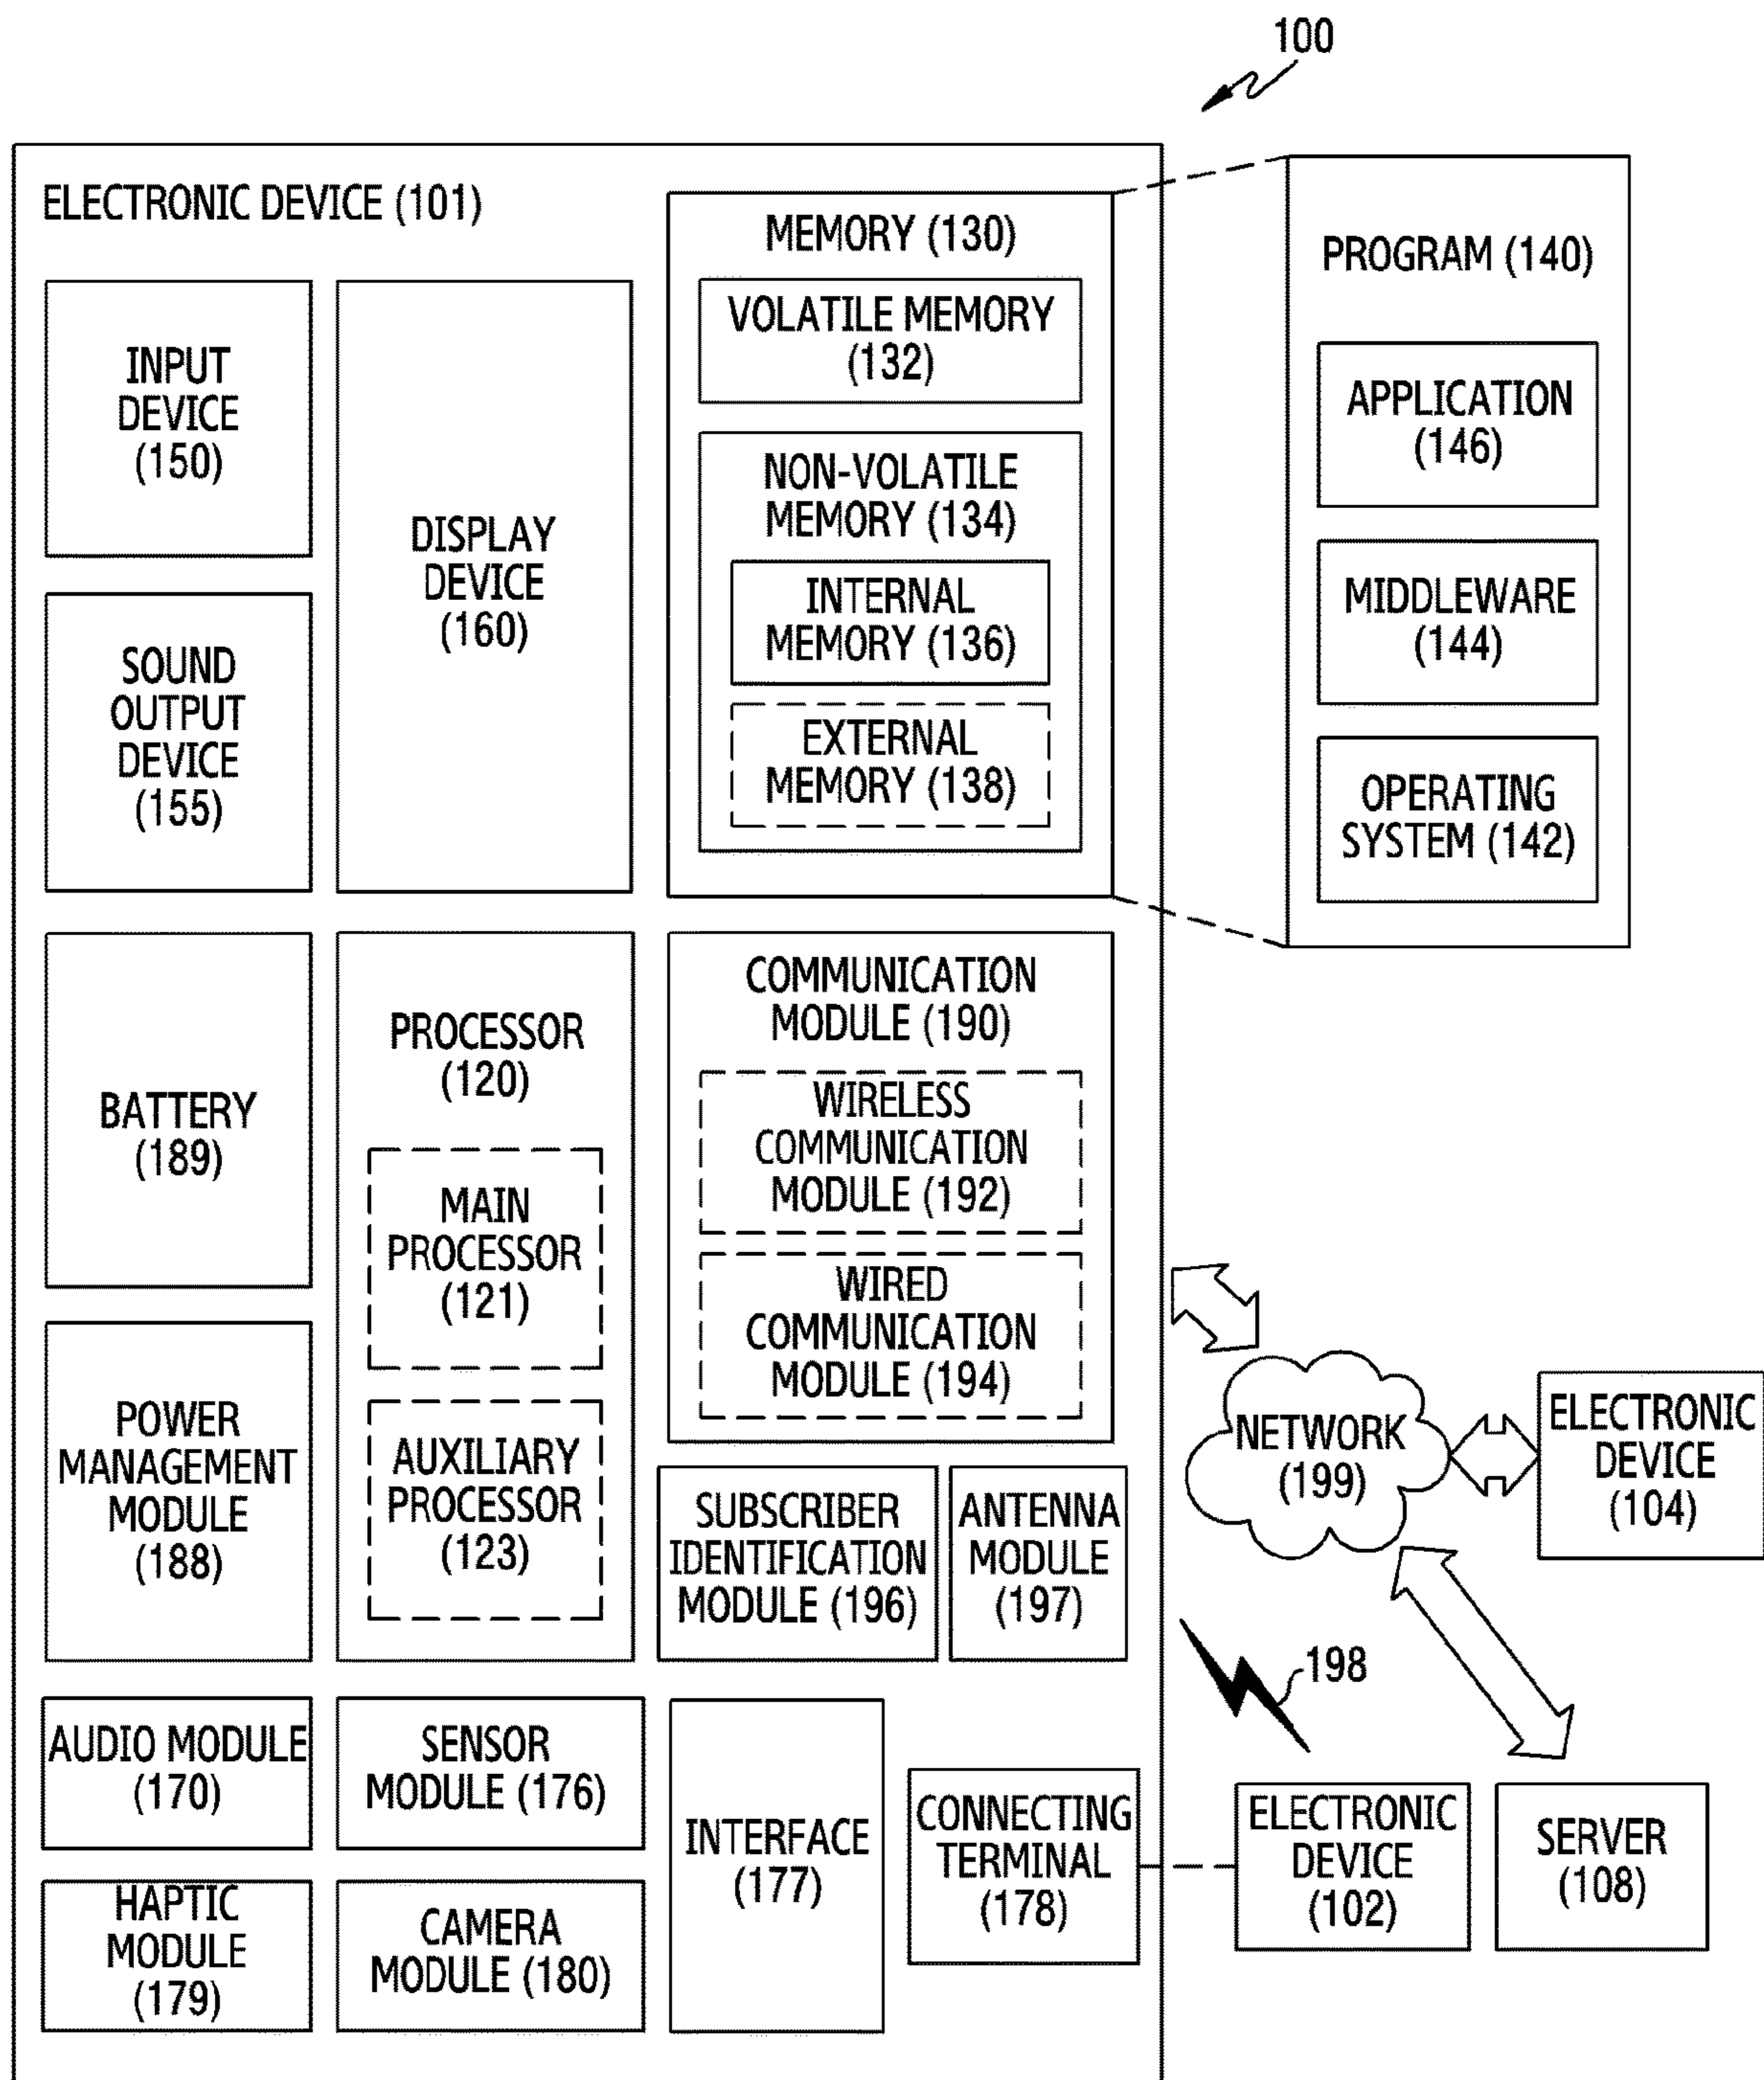 100
ELECTRONIC DEVICE (101)
INPUT
DEVICE
(150)
SOUND
OUTPUT
DEVICE
(155)
DISPLAY
DEVICE
(160)
MEMORY (130)
VOLATILE MEMORY
(132)
NON-VOLATILE
MEMORY (134)
INTERNAL
MEMORY (136)
EXTERNAL
MEMORY (138)
PROGRAM (140)
APPLICATION
(146)
MIDDLEWARE
(144)
OPERATING
SYSTEM (142)
BATTERY
(189)
POWER
MANAGEMENT
MODULE
(188)
PROCESSOR
(120)
MAIN
PROCESSOR
(121)
AUXILIARY
PROCESSOR
(123)
COMMUNICATION
MODULE (190)
WIRELESS
COMMUNICATION
MODULE (192)
WIRED
COMMUNICATION
MODULE (194)
SUBSCRIBER
IDENTIFICATION
MODULE (196)
ANTENNA
MODULE
(197)
NETWORK
(199)
ELECTRONIC
DEVICE
(104)
198
AUDIO MODULE
(170)
SENSOR
MODULE (176)
HAPTIC
MODULE
(179)
CAMERA
MODULE (180)
INTERFACE
(177)
CONNECTING
TERMINAL
(178)
ELECTRONIC
DEVICE
(102)
SERVER
(108)